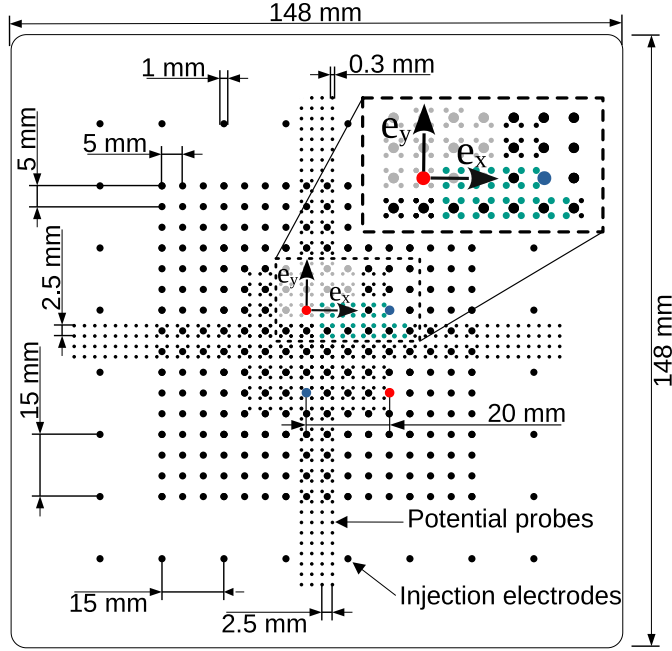 148 mm
1 mm
0.3 mm
5 mm
5 mm
e_y
e_x
2.5 mm
e_y
e_x
148 mm
15 mm
20 mm
Potential probes
Injection electrodes
15 mm
2.5 mm